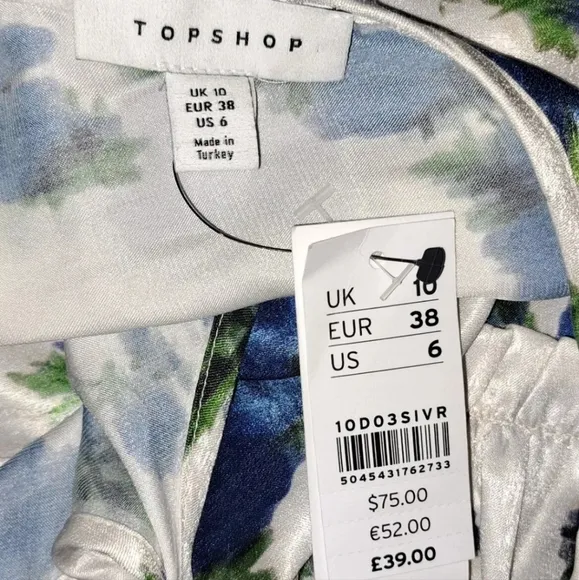 TOPSHOP
UK 10
EUR 38
US 6
Made in
Turkey
UK 10
EUR 38
US 6
10D03SIVR
5045431762733
$75.00
€52.00
£39.00